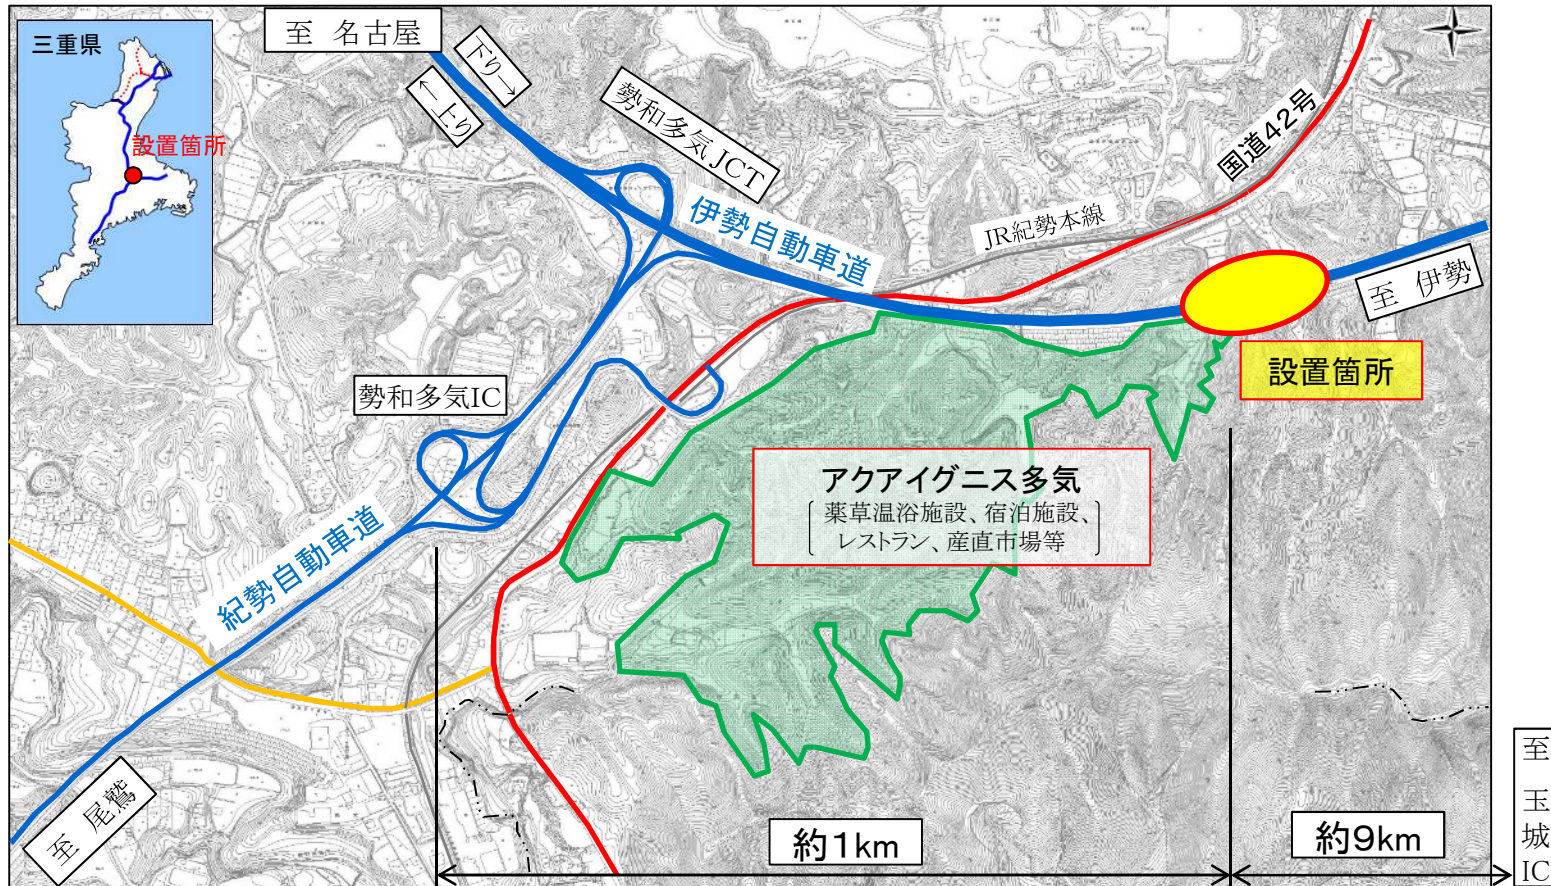 三重県
設置箇所
至 名古屋
下り→
←上り
勢和多気JCT
伊勢自動車道
国道42号
JR紀勢本線
至 伊勢
設置箇所
勢和多気IC
アクアイグニス多気
薬草温浴施設、宿泊施設、
レストラン、産直市場等
紀勢自動車道
至 尾鷲
約1km
約9km
至 玉城IC